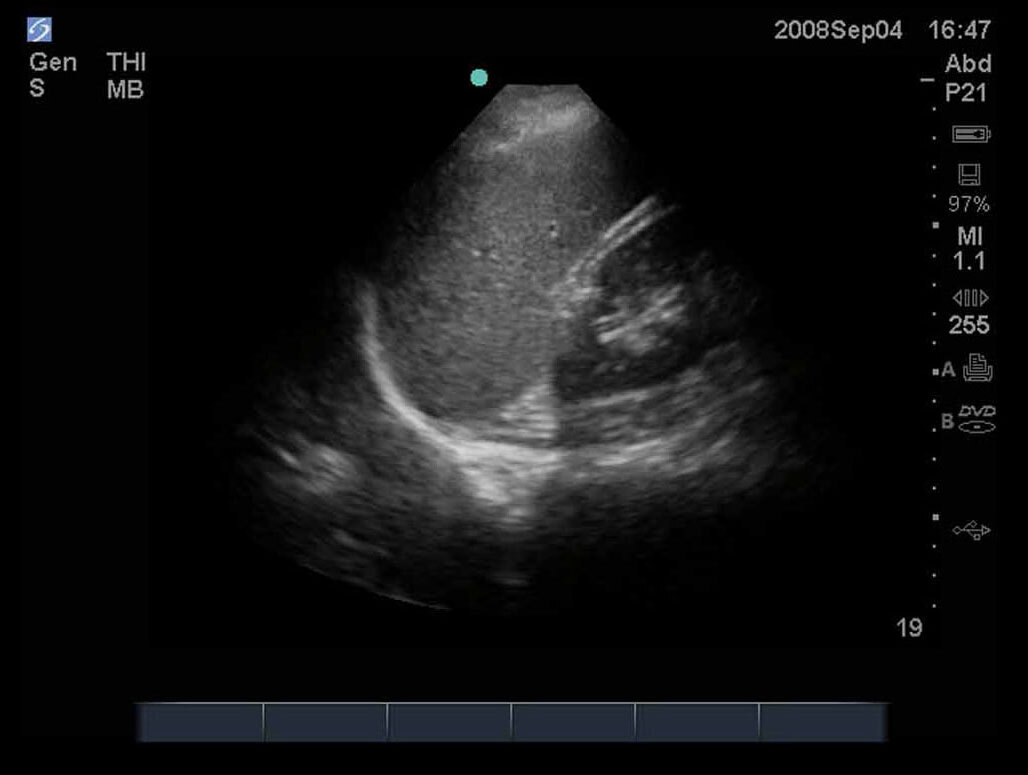 2008Sep04 16:47
Gen THI
S MB
Abd
P21
97%
MI
1.1
255
A
B DVD
19